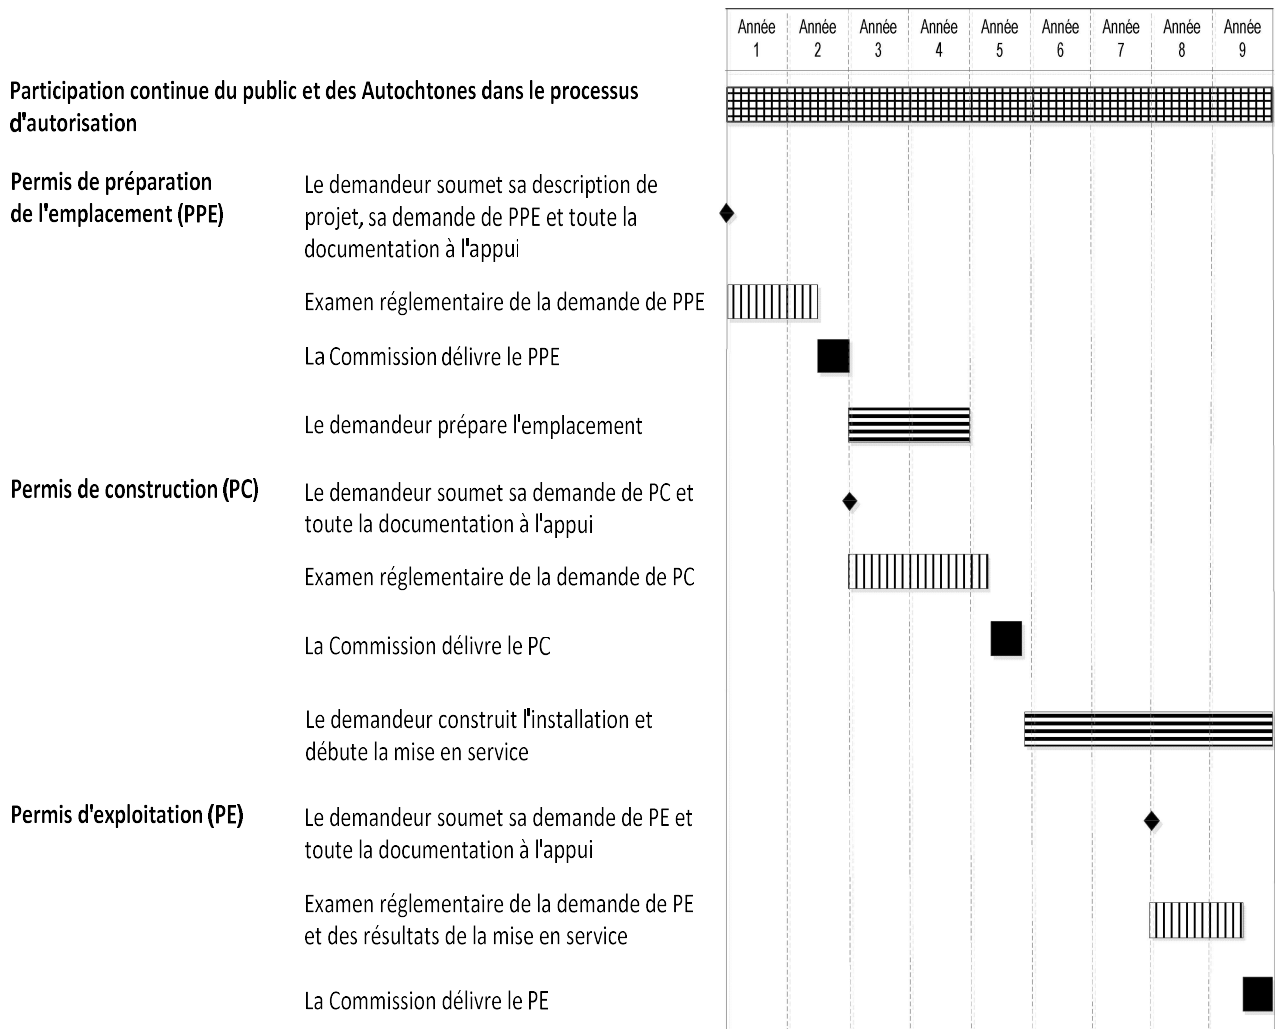 Année Année Année Année Année Année Année Année Année
1 2 3 4 5 6 7 8 9
Participation continue du public et des Autochtones dans le processus
d'autorisation
Permis de préparation
de l'emplacement (PPE)
Le demandeur soumet sa description de
projet, sa demande de PPE et toute la
documentation à l'appui
Examen réglementaire de la demande de PPE
La Commission délivre le PPE
Le demandeur prépare l'emplacement
Permis de construction (PC)
Le demandeur soumet sa demande de PC et
toute la documentation à l'appui
Examen réglementaire de la demande de PC
La Commission délivre le PC
Le demandeur construit l'installation et
débute la mise en service
Permis d'exploitation (PE)
Le demandeur soumet sa demande de PE et
toute la documentation à l'appui
Examen réglementaire de la demande de PE
et des résultats de la mise en service
La Commission délivre le PE